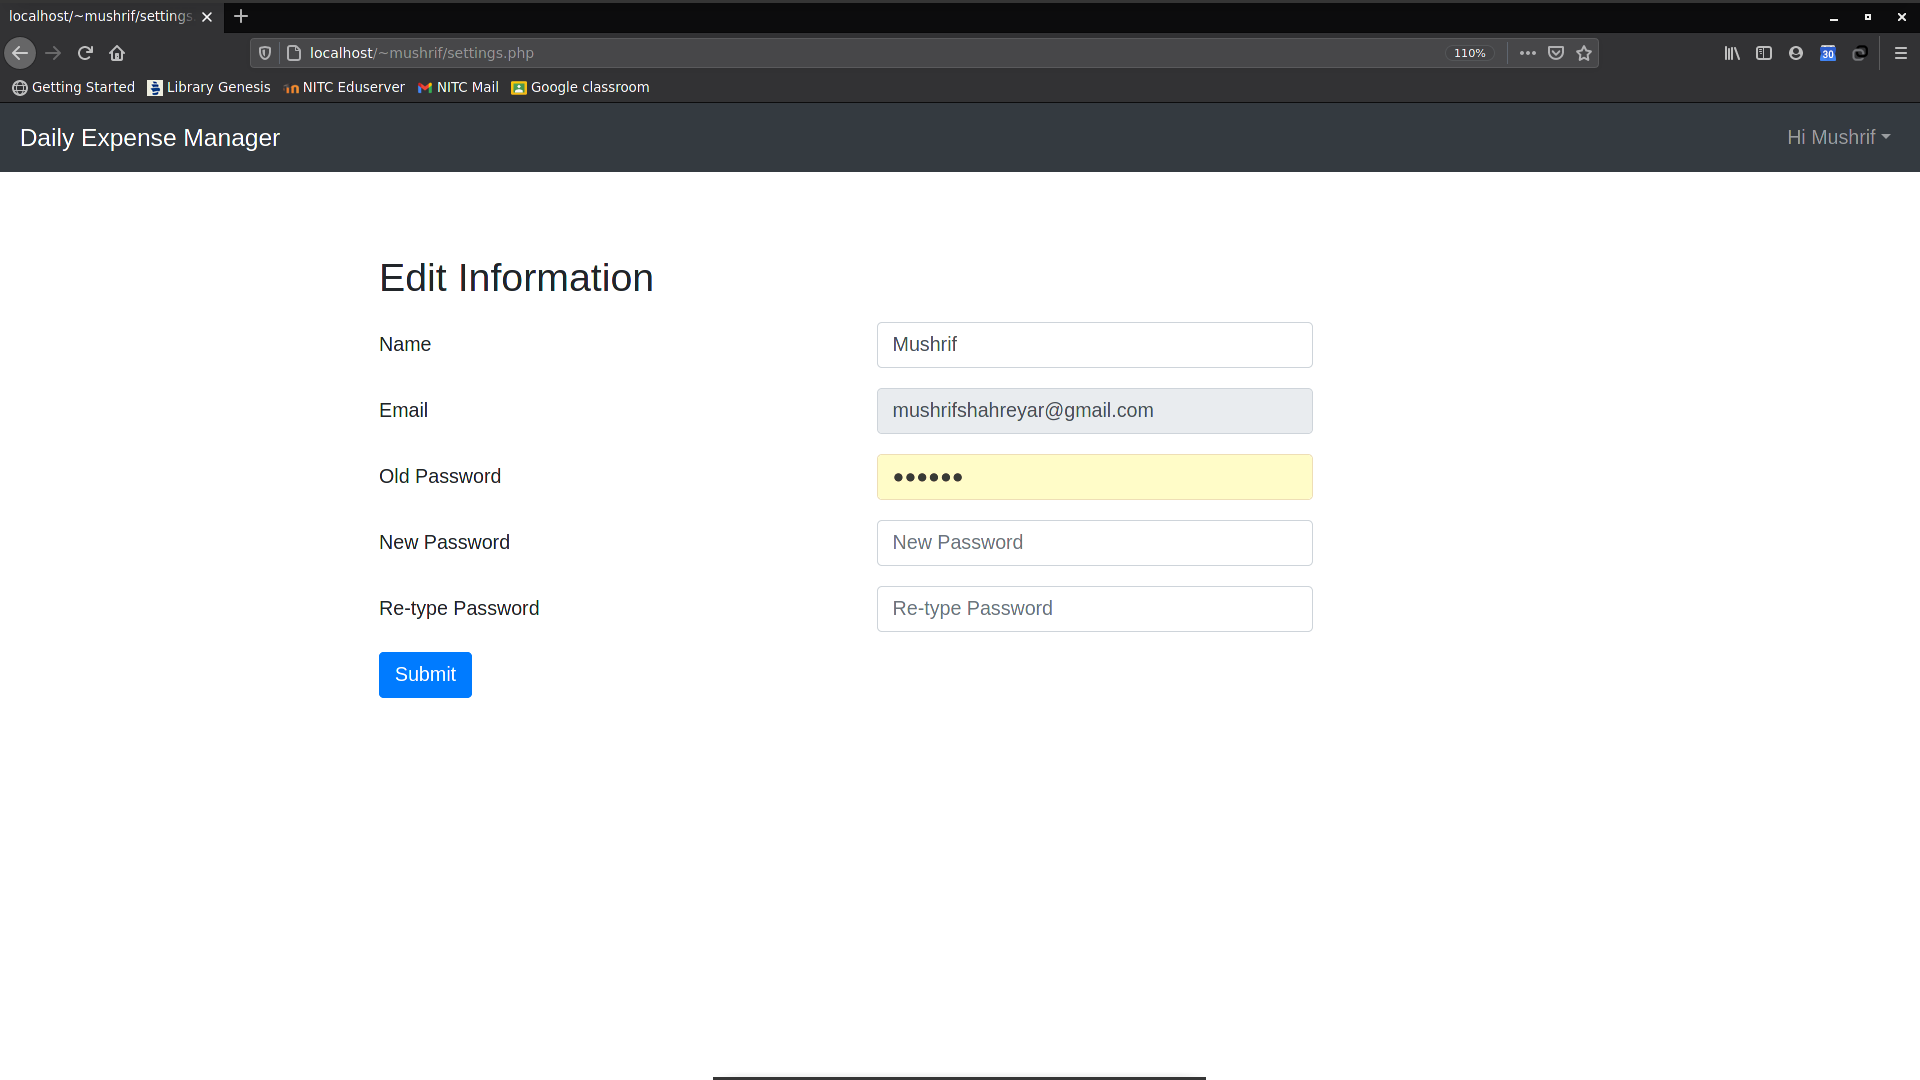 localhost/~mushrif/settings.
localhost/~mushrif/settings.php
110%
30
Getting Started
Library Genesis
NITC Eduserver
NITC Mail
Google classroom
Daily Expense Manager
Hi Mushrif
Edit Information
Name
Mushrif
Email
mushrifshahreyar@gmail.com
Old Password
●●●●●●
New Password
New Password
Re-type Password
Re-type Password
Submit